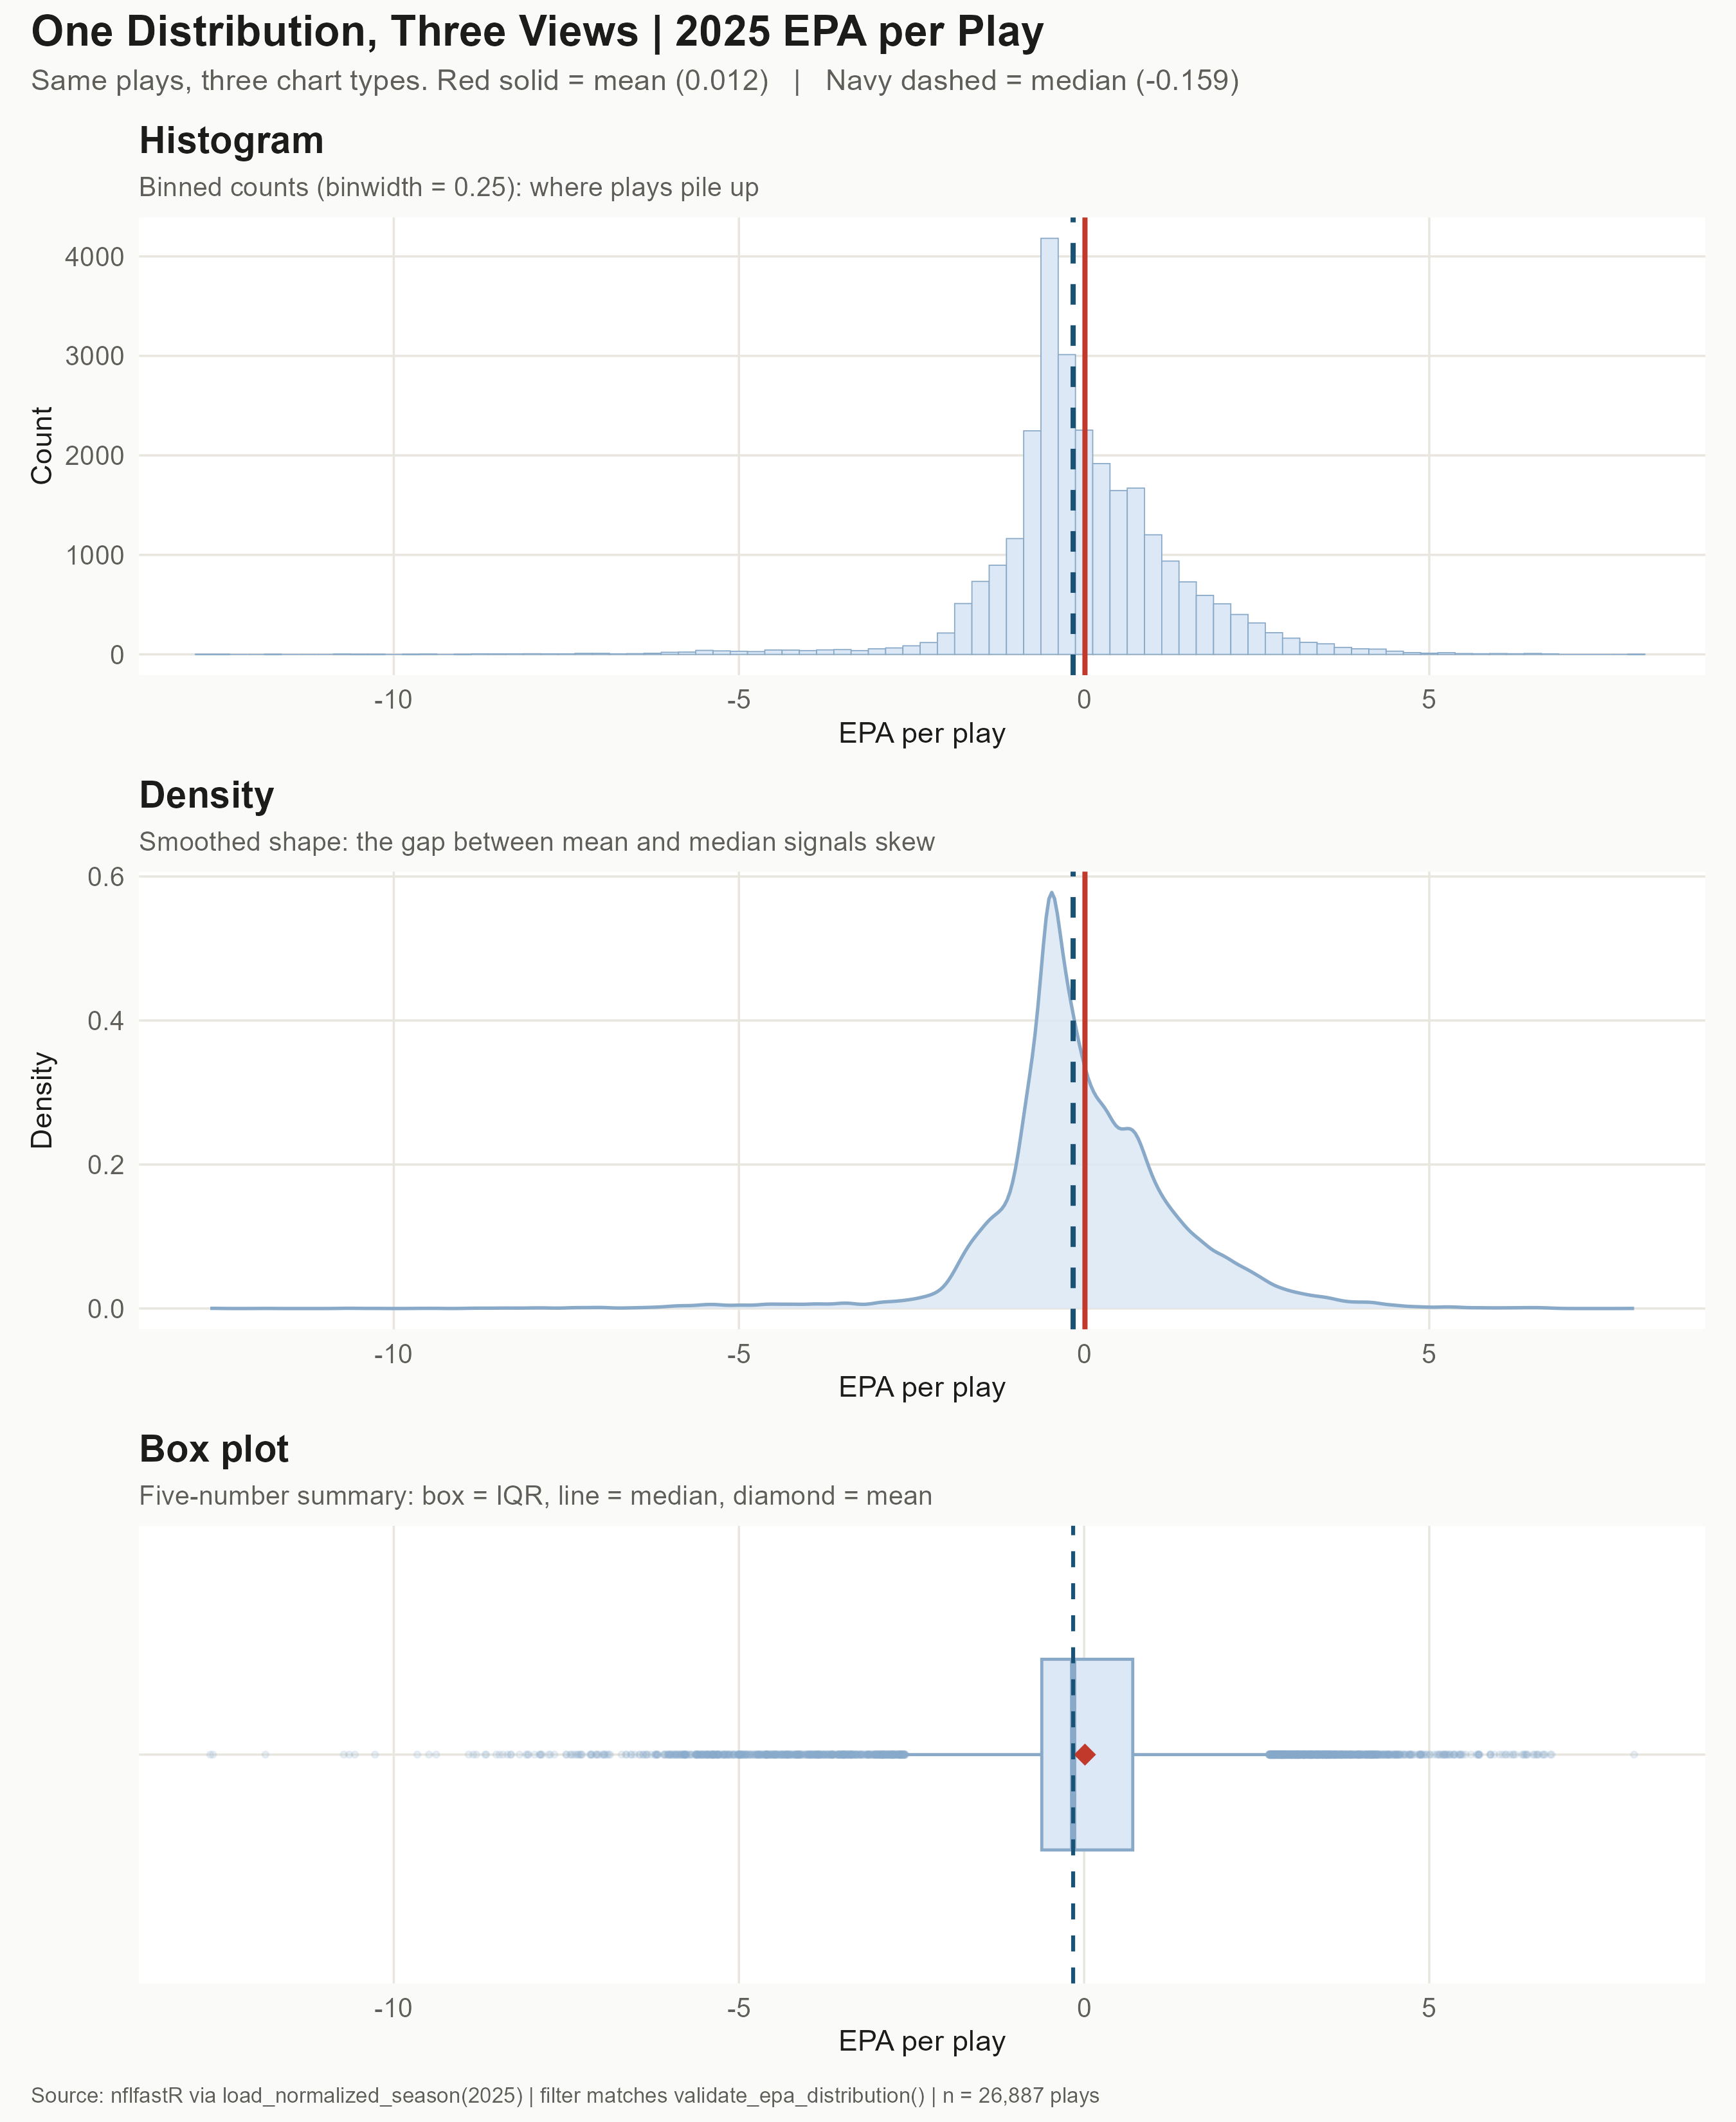 One Distribution, Three Views | 2025 EPA per Play
Same plays, three chart types. Red solid = mean (0.012)   |   Navy dashed = median (-0.159)
Histogram
Binned counts (binwidth = 0.25): where plays pile up
4000
3000
2000
1000
0
Count
-10
-5
0
5
EPA per play
Density
Smoothed shape: the gap between mean and median signals skew
0.6
0.4
0.2
0.0
Density
-10
-5
0
5
EPA per play
Box plot
Five-number summary: box = IQR, line = median, diamond = mean
-10
-5
0
5
EPA per play
Source: nflfastR via load_normalized_season(2025) | filter matches validate_epa_distribution() | n = 26,887 plays